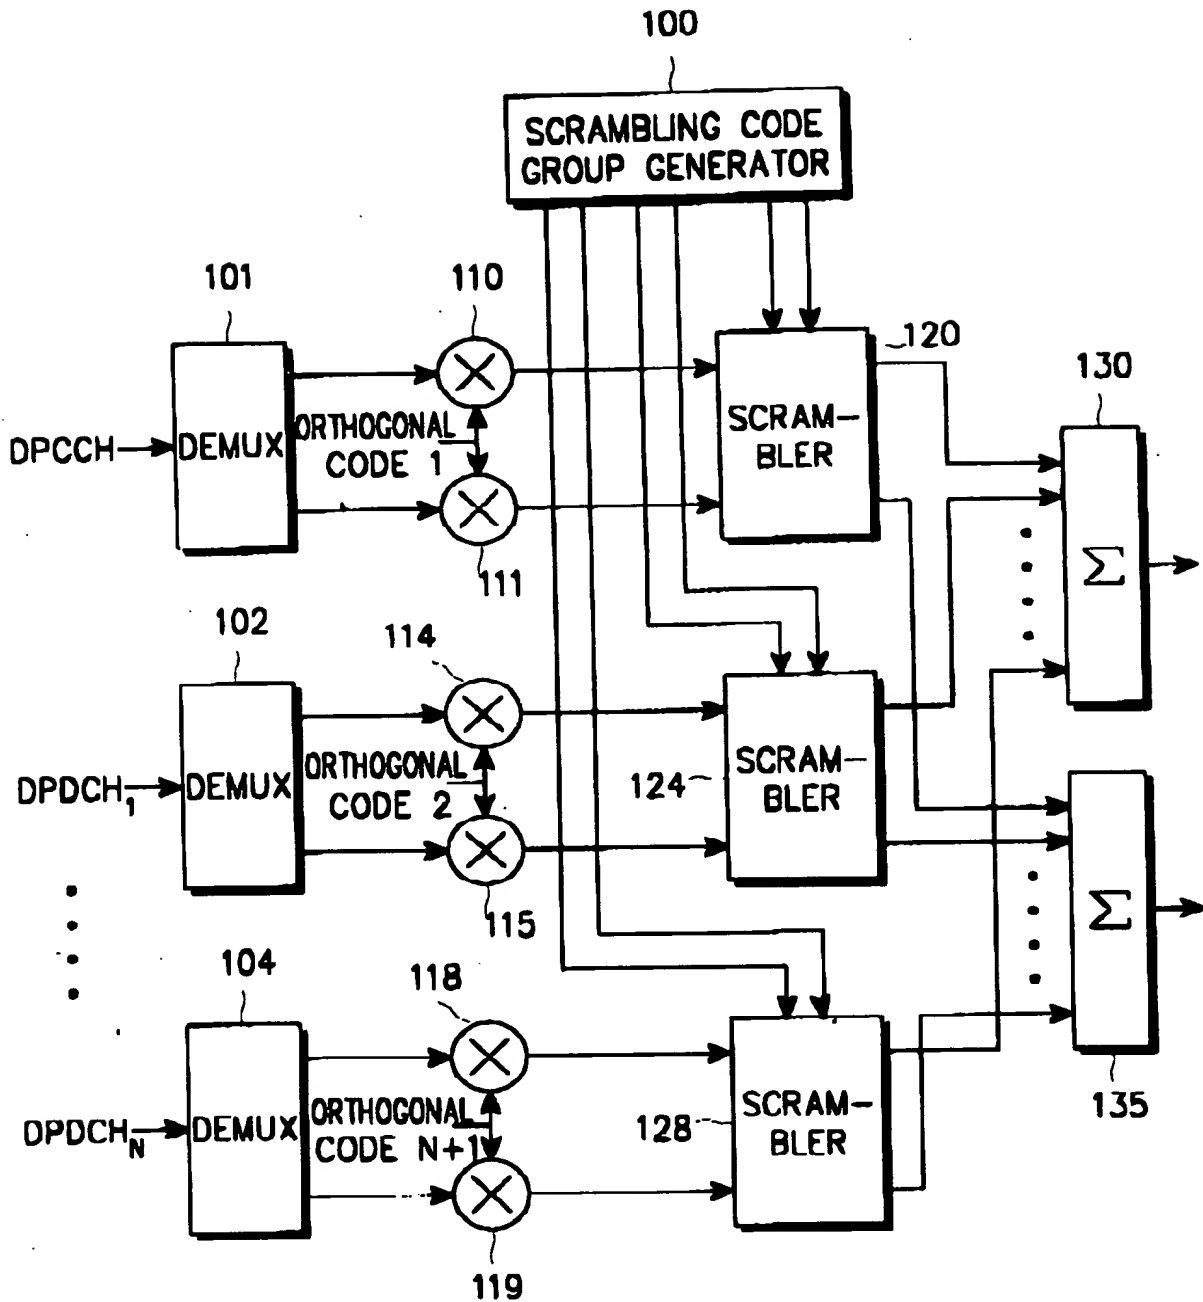 100
SCRAMBLING CODE
GROUP GENERATOR
101
110
120
130
DPCCH
DEMUX
ORTHOGONAL
CODE 1
SCRAM-
BLER
Σ
111
102
114
DPDCH1
DEMUX
ORTHOGONAL
CODE 2
124
SCRAM-
BLER
Σ
115
104
118
DPDCHN
DEMUX
ORTHOGONAL
CODE N+1
128
SCRAM-
BLER
135
119